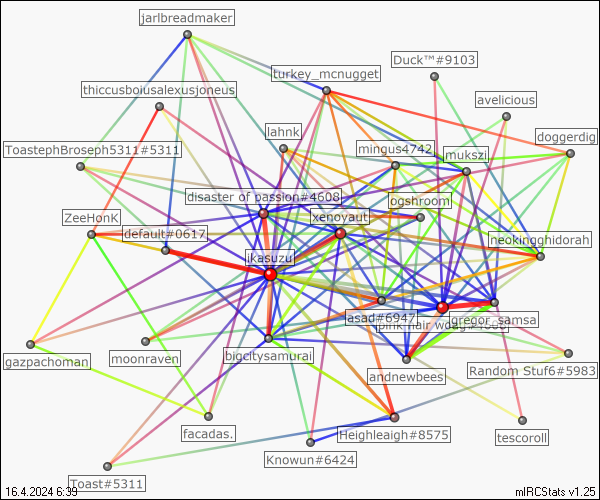 jarlbreadmaker
Duck™#9103
turkey_mcnugget
thiccusboiusalexusjoneus
avelicious
lahnk
doggerdig
ToastephBroseph5311#5311
mingus4742
mukszi
disaster of passion#4608
ogshroom
xenoyaut
ZeeHonK
default#0617
neokingghidorah
ikasuzu
asad#6947
gregor_samsa
pink hair
bigcitysamurai
moonraven
gazpachoman
andnewbees
Random Stuf6#5983
facadas.
Heighleaigh#8575
tescoroll
Knowun#6424
Toast#5311
16.4.2024 6:39
mIRCStats v1.25